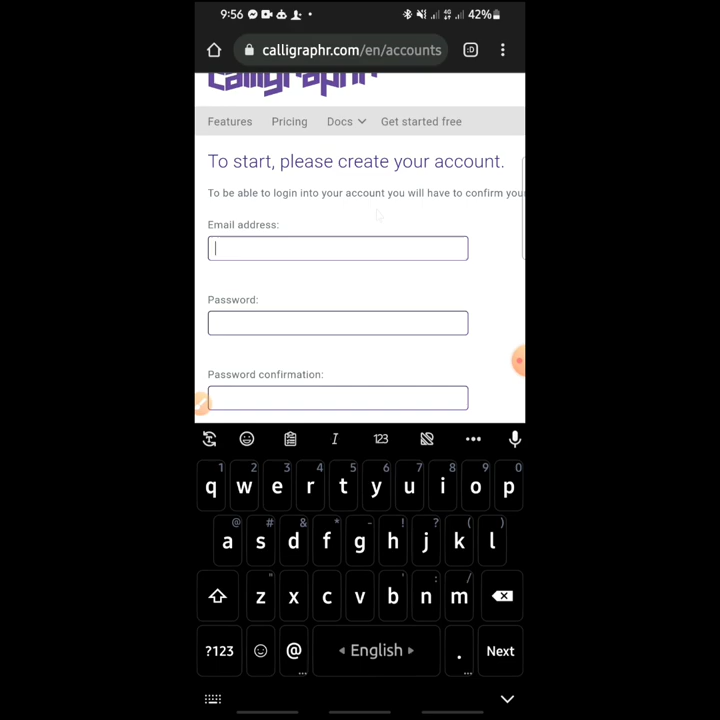 9:56 42%
calligraphr.com/en/accounts :D
Calligraphr
Features Pricing Docs Get started free
To start, please create your account.
To be able to login into your account you will have to confirm your
Email address:
Password:
Password confirmation:
I 123 •••
1 2 3 4 5 6 7 8 9 0
q w e r t y u i o p
@ # & * - ! ? ( )
a s d f g h j k l
" ' : /
z x c v b n m
?123 @ English . Next